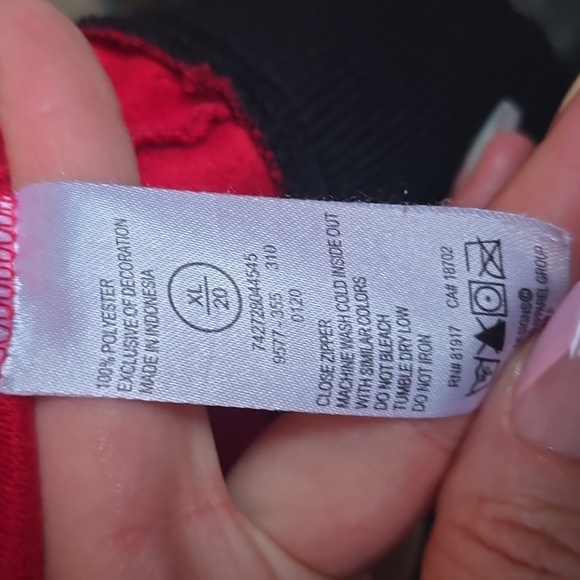 100% POLYESTER
EXCLUSIVE OF DECORATION
MADE IN INDONESIA
XL
20
742728044545
9577-355 310
0120
CLOSE ZIPPER
MACHINE WASH COLD INSIDE OUT
WITH SIMILAR COLORS
DO NOT BLEACH
TUMBLE DRY LOW
DO NOT IRON
RN# 81917 CA# 18702
GROUP